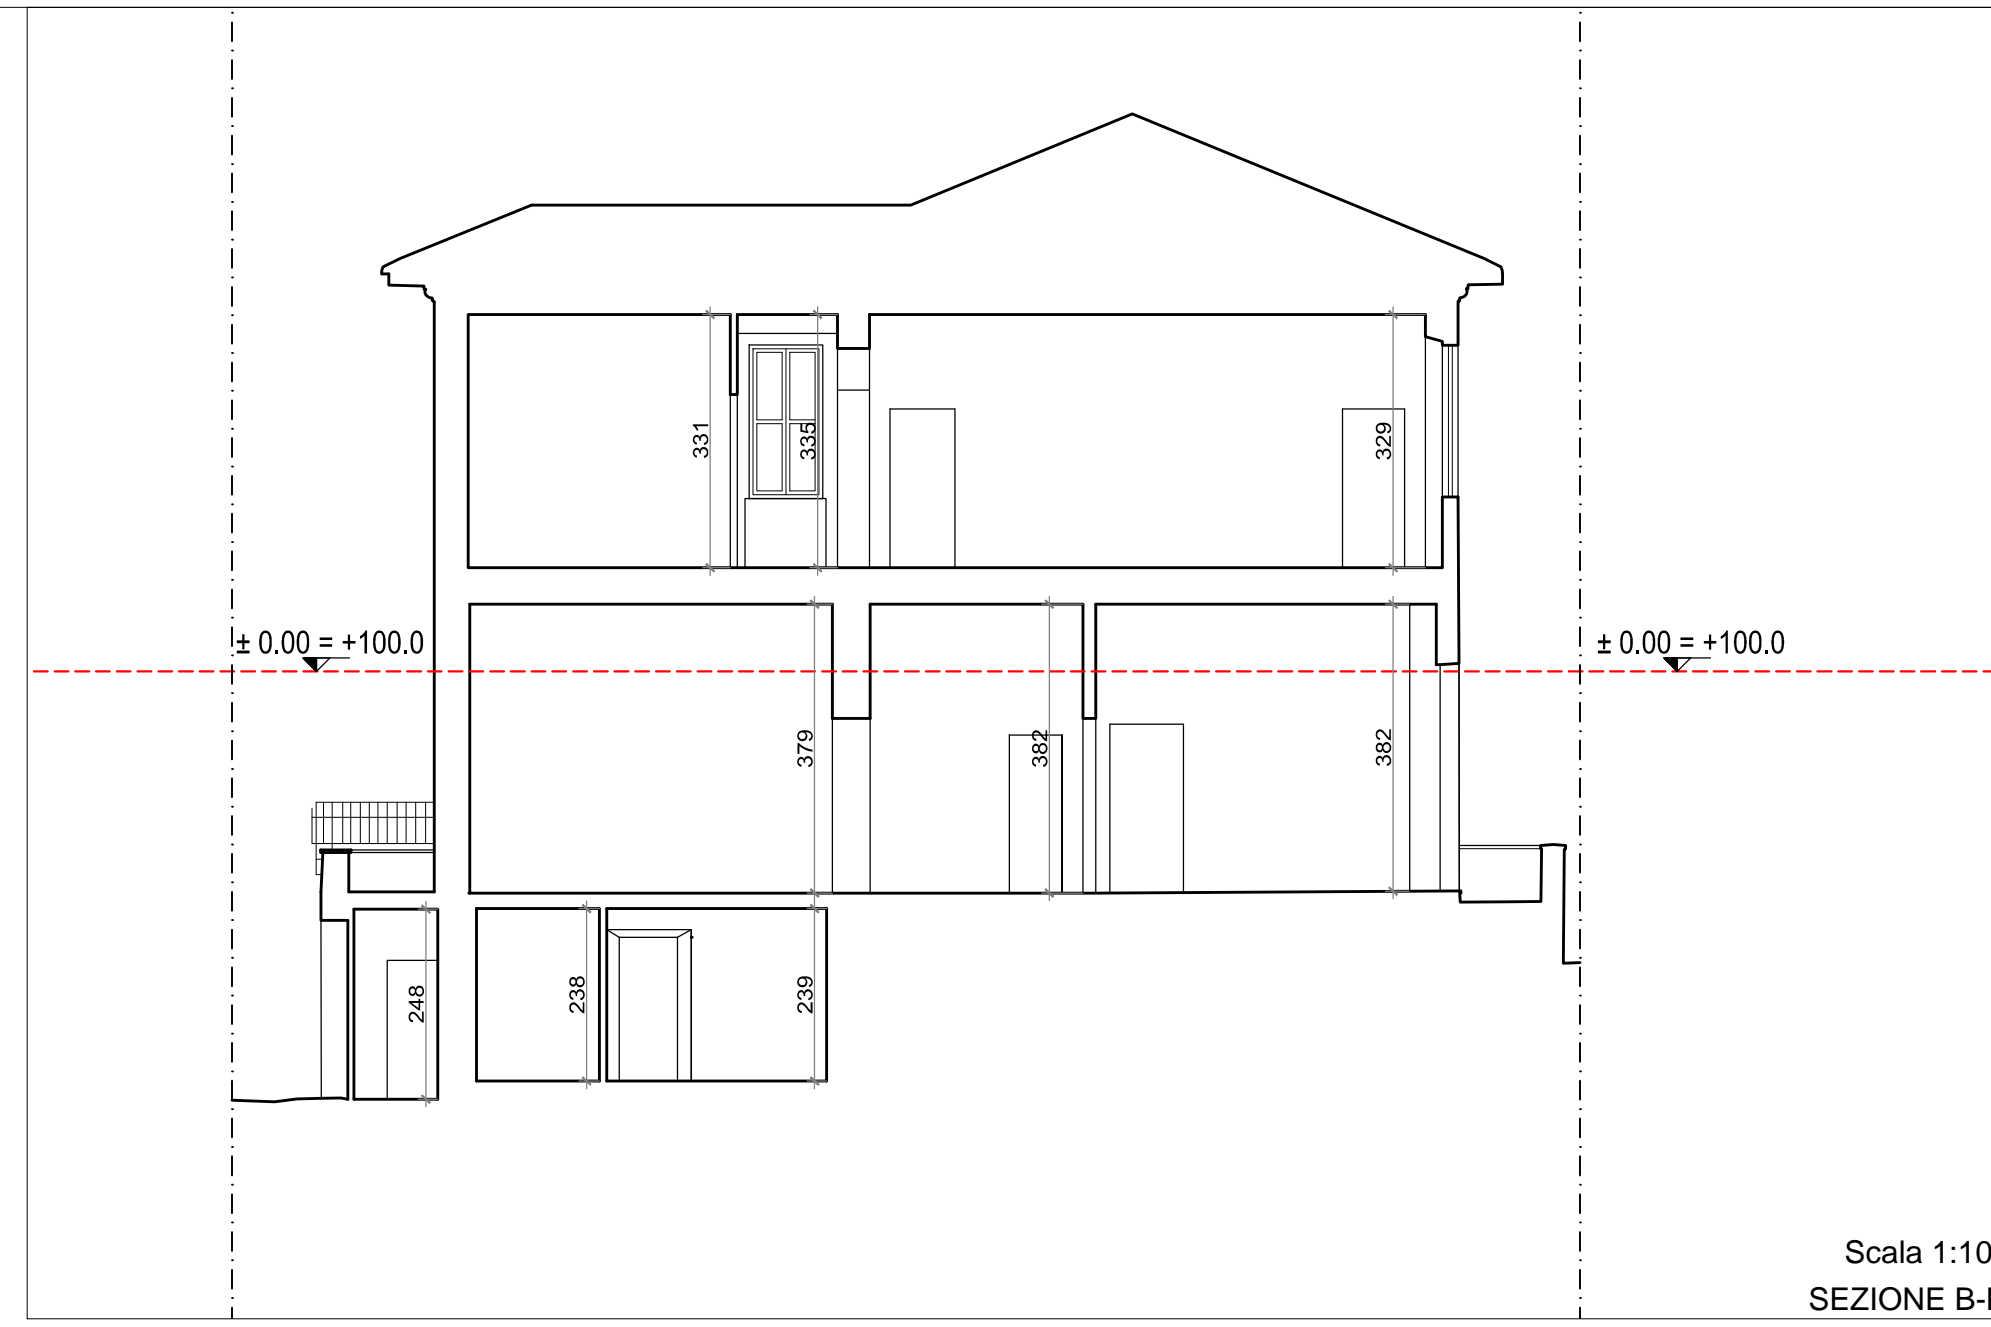 331
335
329
± 0.00 = +100.0
± 0.00 = +100.0
379
382
382
248
238
239
Scala 1:10
SEZIONE B-